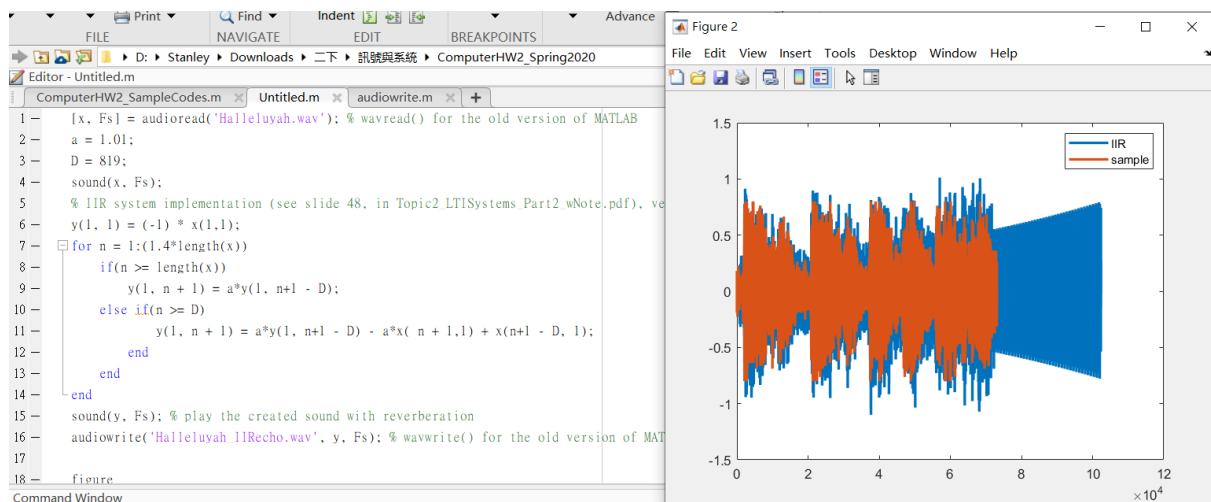 Print ▼ Find ▼ Indent Advance
FILE NAVIGATE EDIT BREAKPOINTS
D: ▸ Stanley ▸ Downloads ▸ 二下 ▸ 訊號與系統 ▸ ComputerHW2_Spring2020
Editor - Untitled.m
ComputerHW2_SampleCodes.m × Untitled.m × audiowrite.m × +
1 – [x, Fs] = audioread('Halleluyah.wav'); % wavread() for the old version of MATLAB
2 – a = 1.01;
3 – D = 819;
4 – sound(x, Fs);
5 % IIR system implementation (see slide 48, in Topic2_LTISystems_Part2_wNote.pdf), ve
6 – y(1, 1) = (-1) * x(1,1);
7 – for n = 1:(1.4*length(x))
8 – if(n >= length(x))
9 – y(1, n + 1) = a*y(1, n+1 - D);
10 – else if(n >= D)
11 – y(1, n + 1) = a*y(1, n+1 - D) - a*x( n + 1,1) + x(n+1 - D, 1);
12 – end
13 – end
14 – end
15 – sound(y, Fs); % play the created sound with reverberation
16 – audiowrite('Halleluyah_IIRecho.wav', y, Fs); % wavwrite() for the old version of MAT
17
18 – figure
Command Window
Figure 2
File Edit View Insert Tools Desktop Window Help
1.5
1
0.5
0
-0.5
-1
-1.5
IIR
sample
0 2 4 6 8 10 12
×10⁴